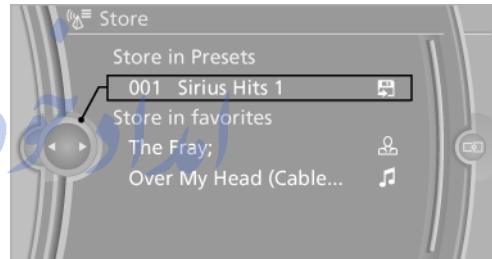 Store
Store in Presets
001 Sirius Hits 1
Store in favorites
The Fray;
Over My Head (Cable...